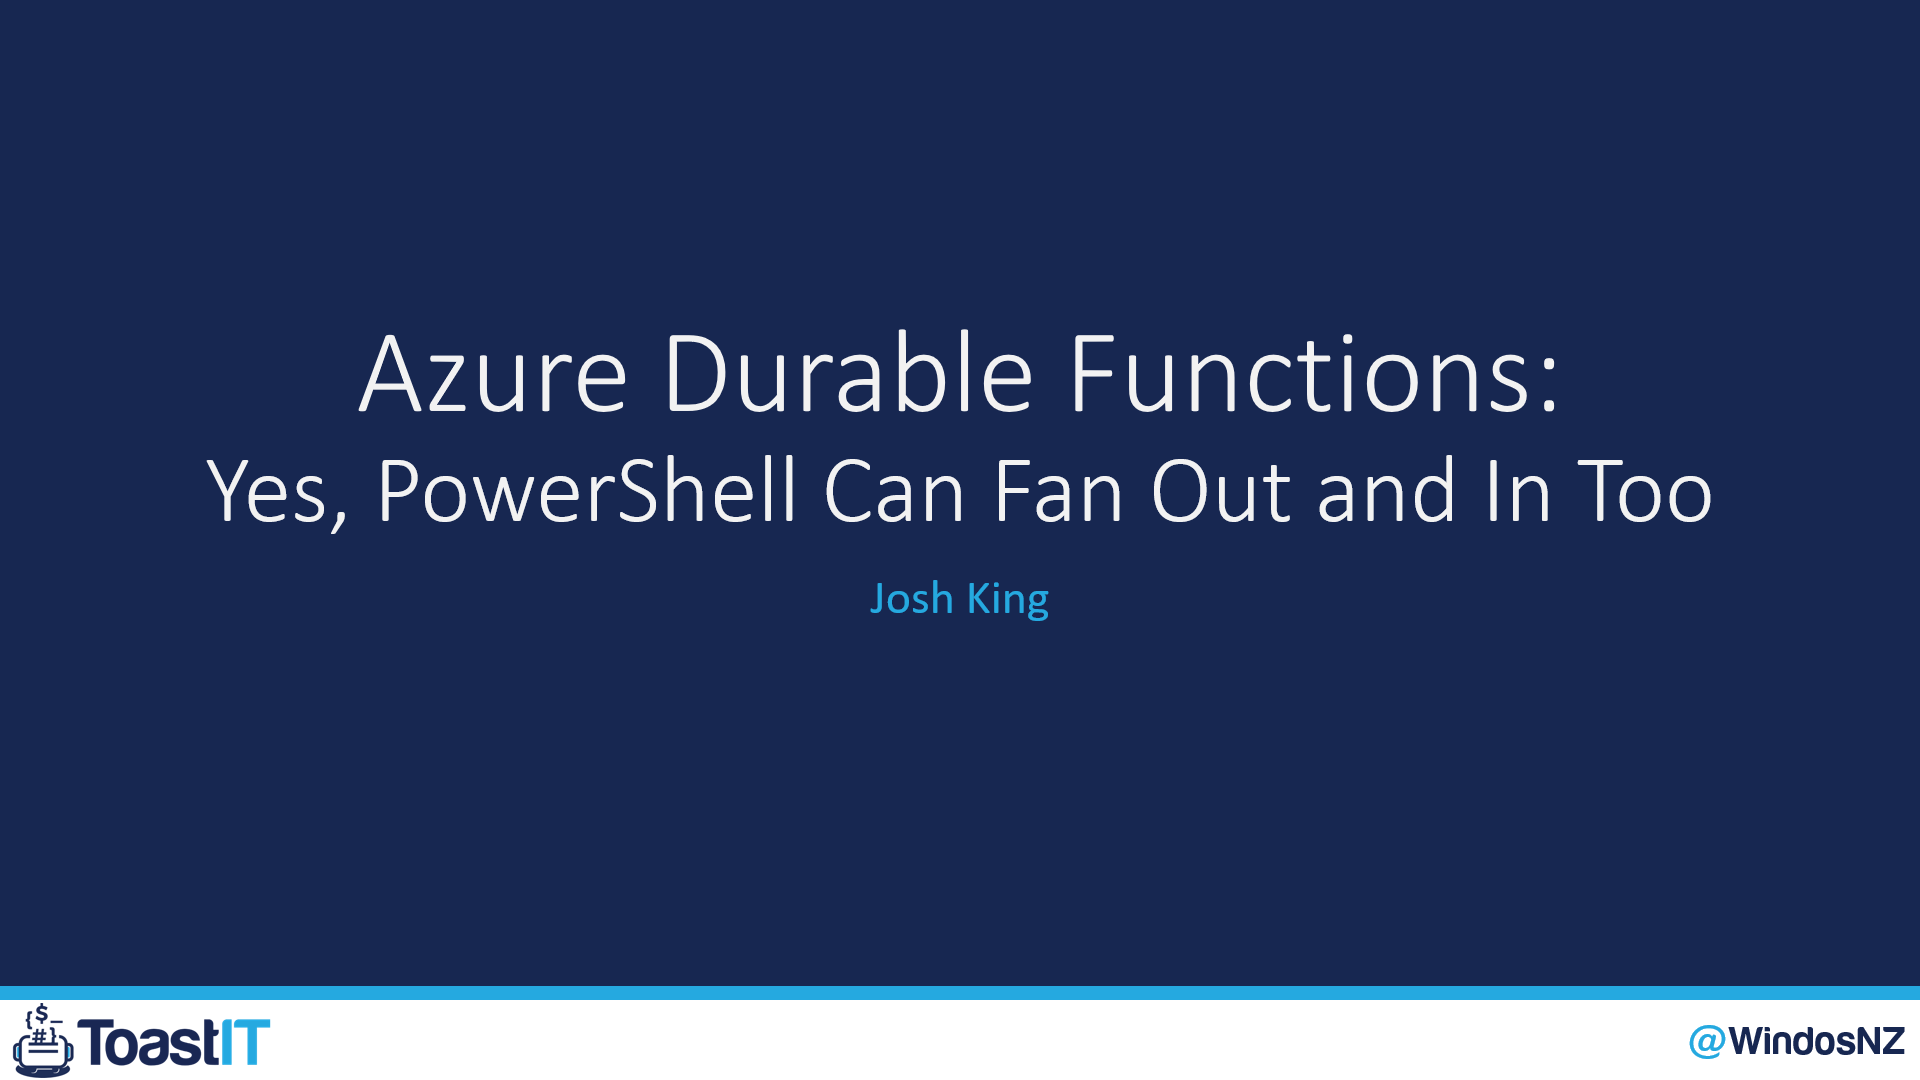 Azure Durable Functions:
Yes, PowerShell Can Fan Out and In Too
Josh King
{$_
#}
ToastIT
@WindosNZ